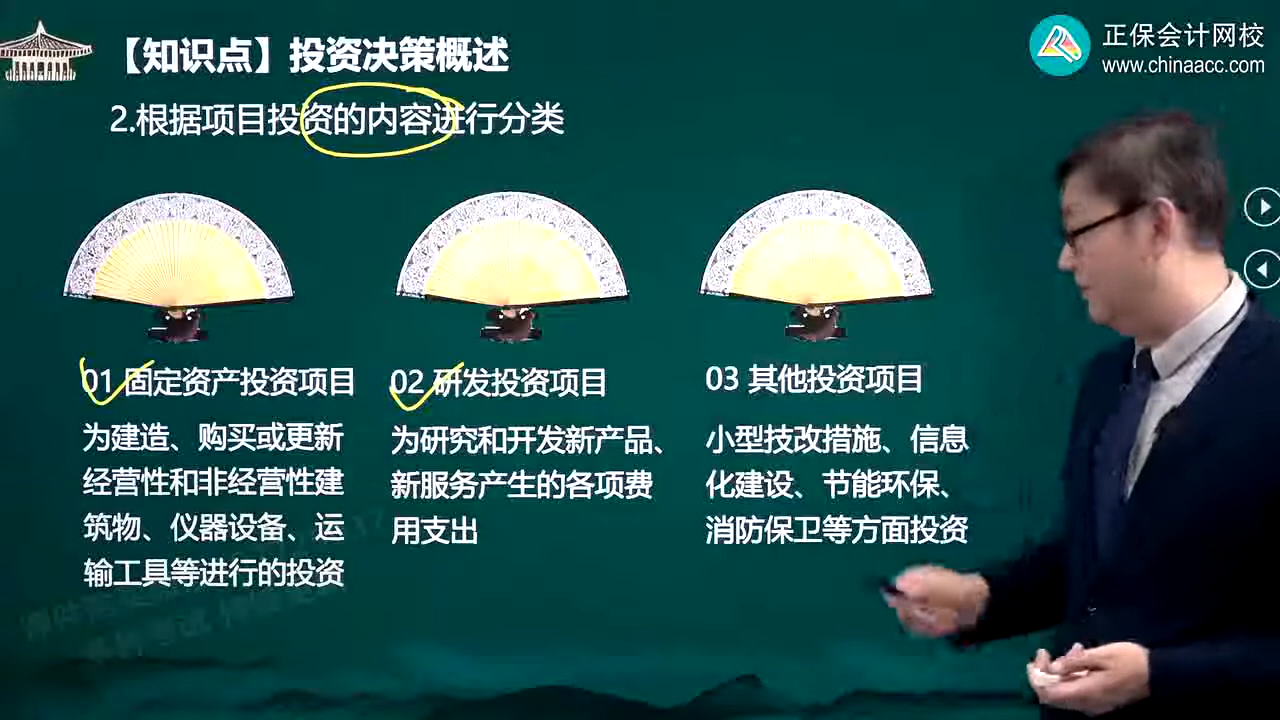 【知识点】投资决策概述
正保会计网校
www.chinaacc.com
2.根据项目投资的内容进行分类
01 固定资产投资项目
为建造、购买或更新
经营性和非经营性建
筑物、仪器设备、运
输工具等进行的投资
02 研发投资项目
为研究和开发新产品、
新服务产生的各项费
用支出
03 其他投资项目
小型技改措施、信息
化建设、节能环保、
消防保卫等方面投资